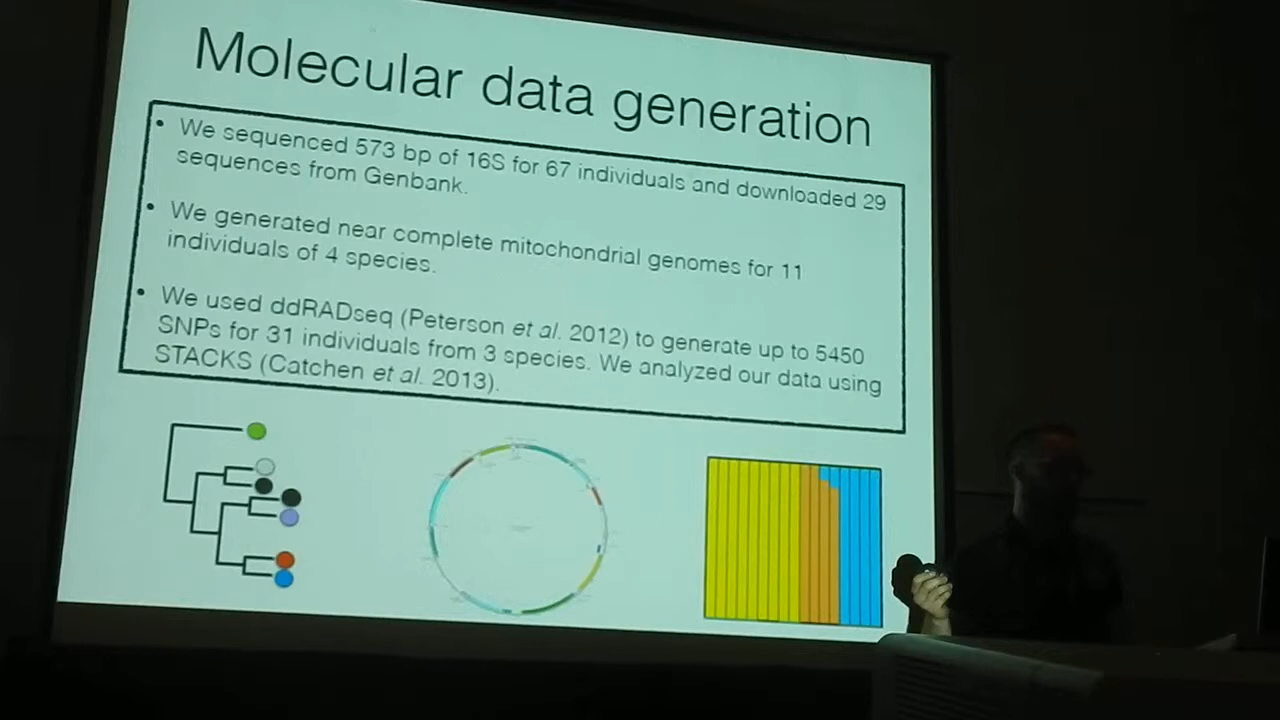 Molecular data generation
• We sequenced 573 bp of 16S for 67 individuals and downloaded 29
sequences from Genbank.
• We generated near complete mitochondrial genomes for 11
individuals of 4 species.
• We used ddRADseq (Peterson et al. 2012) to generate up to 5450
SNPs for 31 individuals from 3 species. We analyzed our data using
STACKS (Catchen et al. 2013).